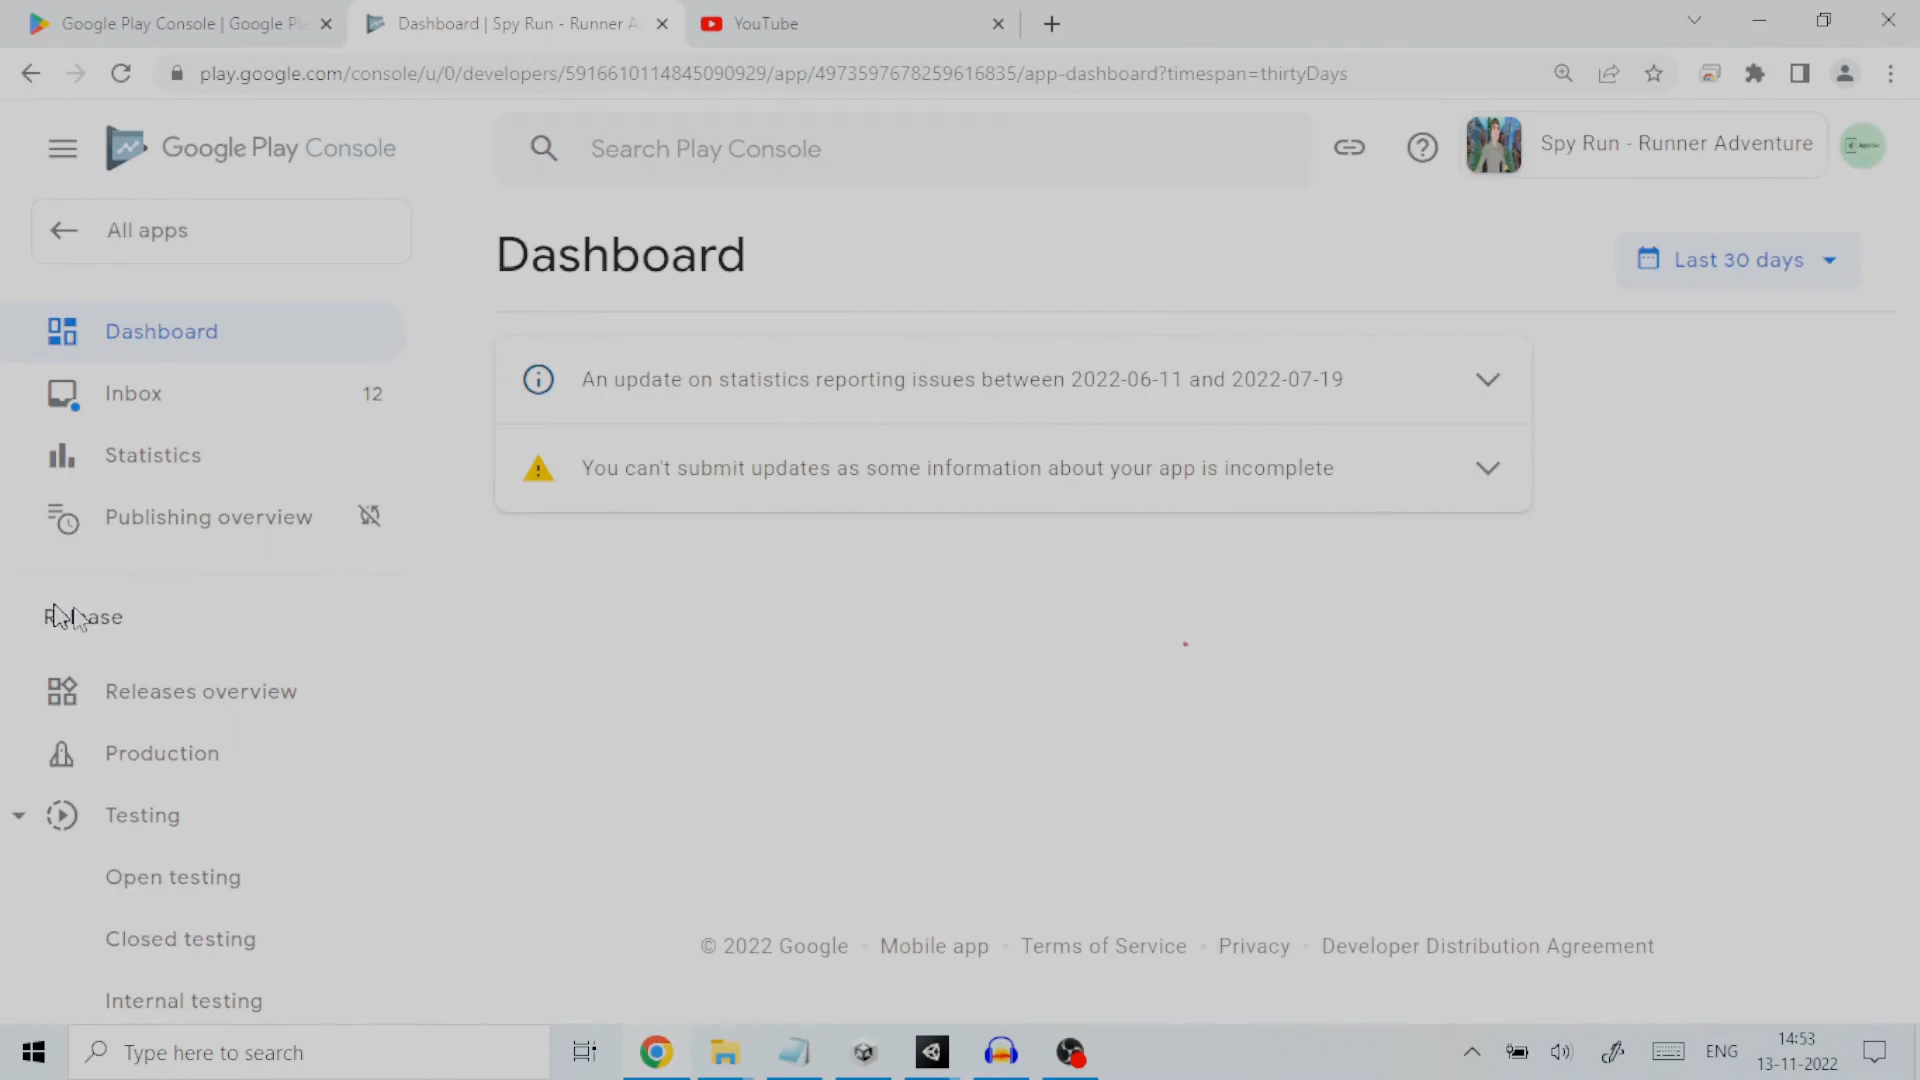 Google Play Console | Google Pl
Dashboard | Spy Run - Runner A
YouTube
play.google.com/console/u/0/developers/5916610114845090929/app/4973597678259616835/app-dashboard?timespan=thirtyDays
Google Play Console
Search Play Console
Spy Run - Runner Adventure
All apps
Dashboard
Last 30 days
Dashboard
An update on statistics reporting issues between 2022-06-11 and 2022-07-19
Inbox
12
Statistics
You can't submit updates as some information about your app is incomplete
Publishing overview
Release
Releases overview
Production
Testing
Open testing
Closed testing
© 2022 Google · Mobile app · Terms of Service · Privacy · Developer Distribution Agreement
Internal testing
Type here to search
ENG
14:53
13-11-2022